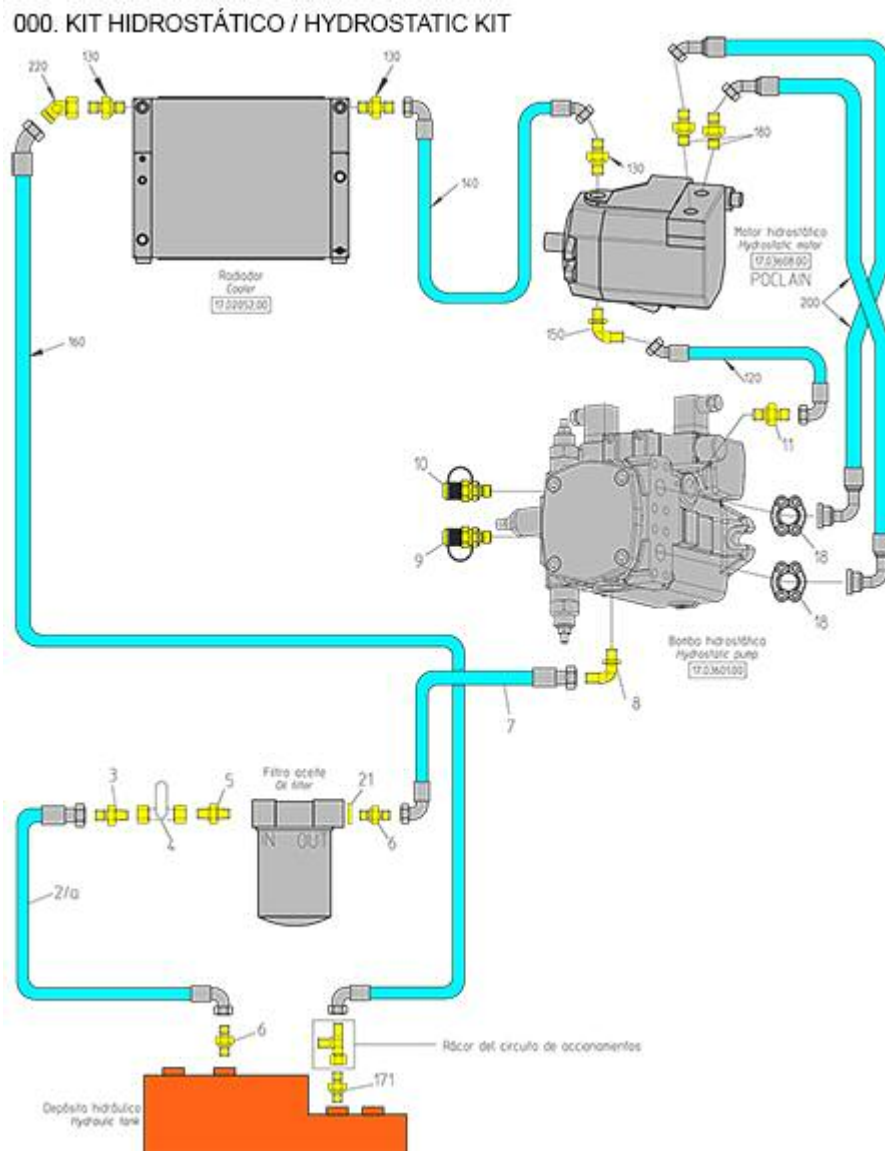 000. KIT HIDROSTÁTICO / HYDROSTATIC KIT
220
130
130
140
130
180
Radiador
Cooler
17.02052.00
Motor hidrostático
Hydrostatic motor
17.03608.00
POCLAIN
200
160
150
120
11
10
9
18
18
Bomba hidrostática
Hydrostatic pump
17.03601.00
8
7
3
5
Filtro aceite
Oil filter
21
4
IN OUT
6
2/a
6
Rácor del circuito de accionamentos
171
Depósito hidráulico
Hydraulic tank